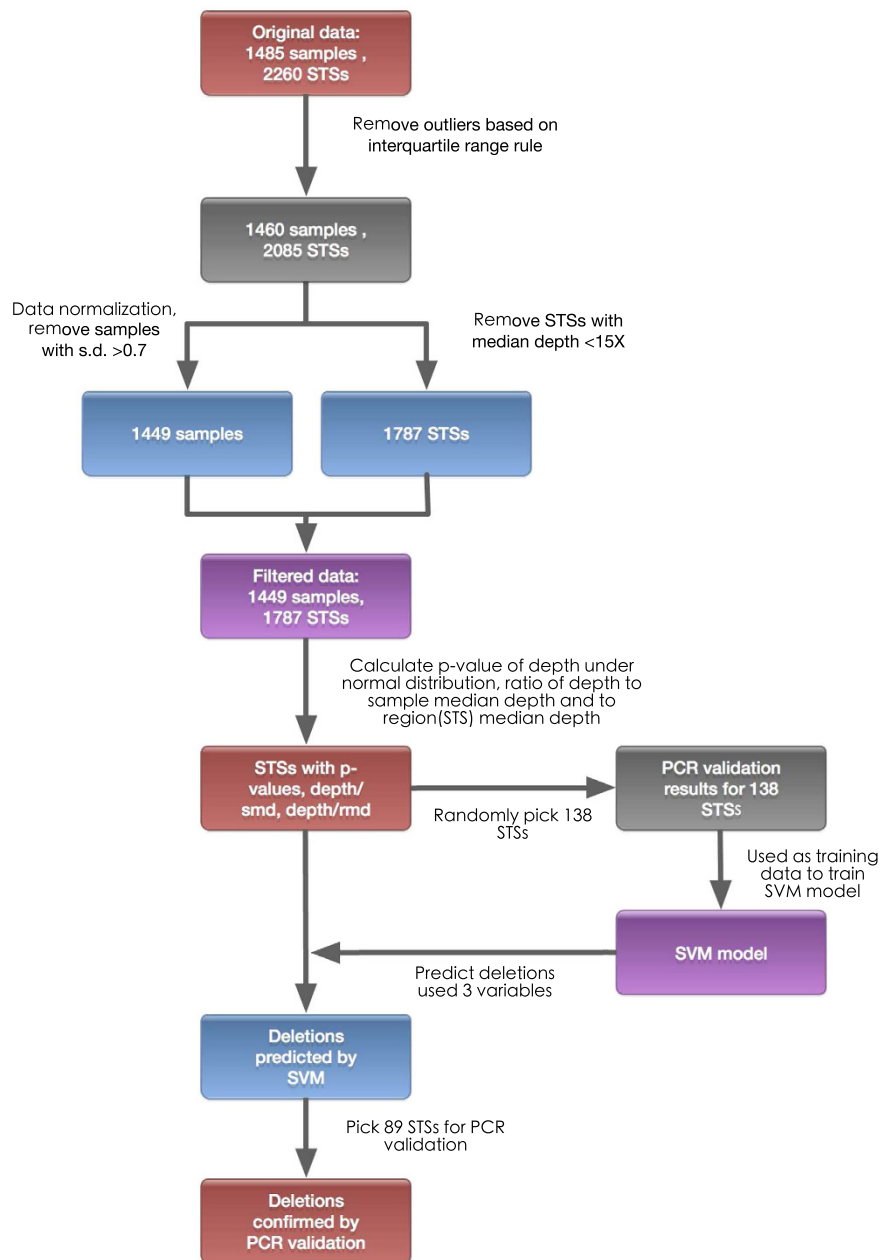 Original data:
1485 samples ,
2260 STSs
Remove outliers based on
interquartile range rule
1460 samples ,
2085 STSs
Data normalization,
remove samples
with s.d. >0.7
Remove STSs with
median depth <15X
1449 samples
1787 STSs
Filtered data:
1449 samples,
1787 STSs
Calculate p-value of depth under
normal distribution, ratio of depth to
sample median depth and to
region(STS) median depth
STSs with p-
values, depth/
smd, depth/rmd
Randomly pick 138
STSs
PCR validation
results for 138
STSs
Used as training
data to train
SVM model
SVM model
Predict deletions
used 3 variables
Deletions
predicted by
SVM
Pick 89 STSs for PCR
validation
Deletions
confirmed by
PCR validation